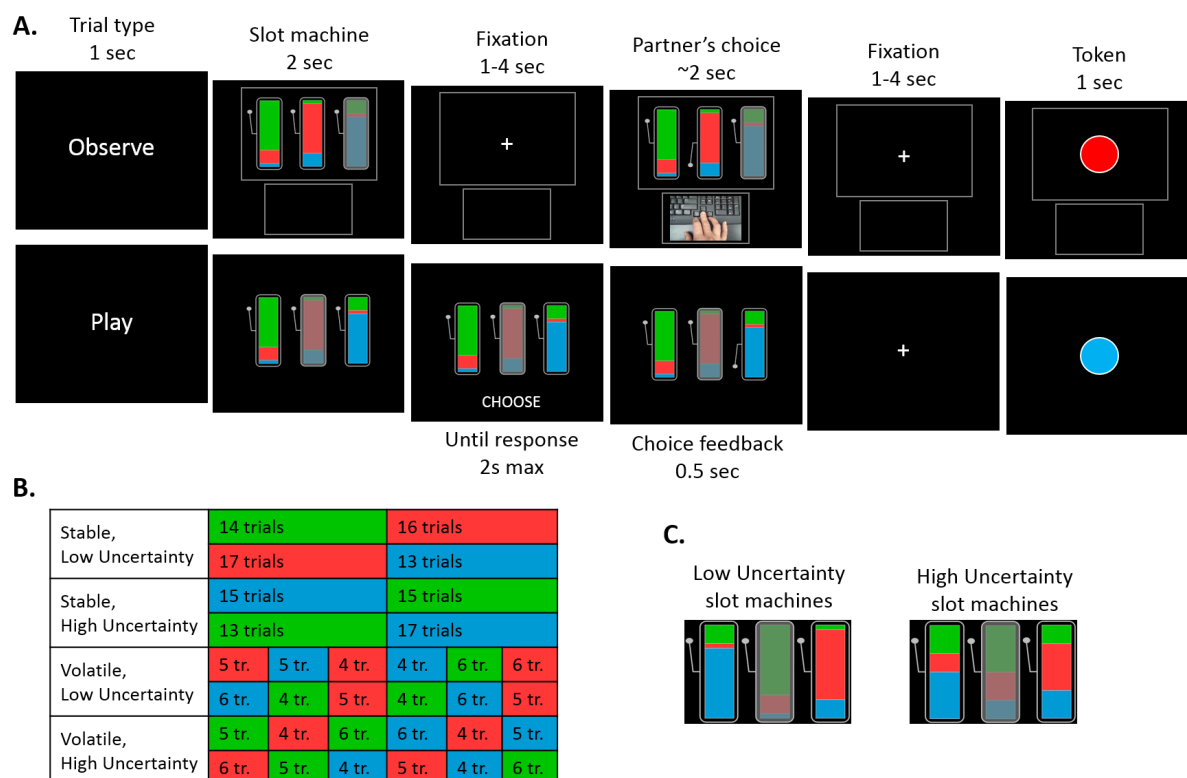 A.
Trial type
1 sec
Slot machine
2 sec
Fixation
1-4 sec
Partner's choice
~2 sec
Fixation
1-4 sec
Token
1 sec
Observe
+
+
Play
CHOOSE
+
Until response
2s max
Choice feedback
0.5 sec
B.
Stable,
Low Uncertainty
14 trials 16 trials
17 trials 13 trials
Stable,
High Uncertainty
15 trials 15 trials
13 trials 17 trials
Volatile,
Low Uncertainty
5 tr. 5 tr. 4 tr. 4 tr. 6 tr. 6 tr.
6 tr. 4 tr. 5 tr. 4 tr. 6 tr. 5 tr.
Volatile,
High Uncertainty
5 tr. 4 tr. 6 tr. 6 tr. 4 tr. 5 tr.
6 tr. 5 tr. 4 tr. 5 tr. 4 tr. 6 tr.
C.
Low Uncertainty
slot machines
High Uncertainty
slot machines